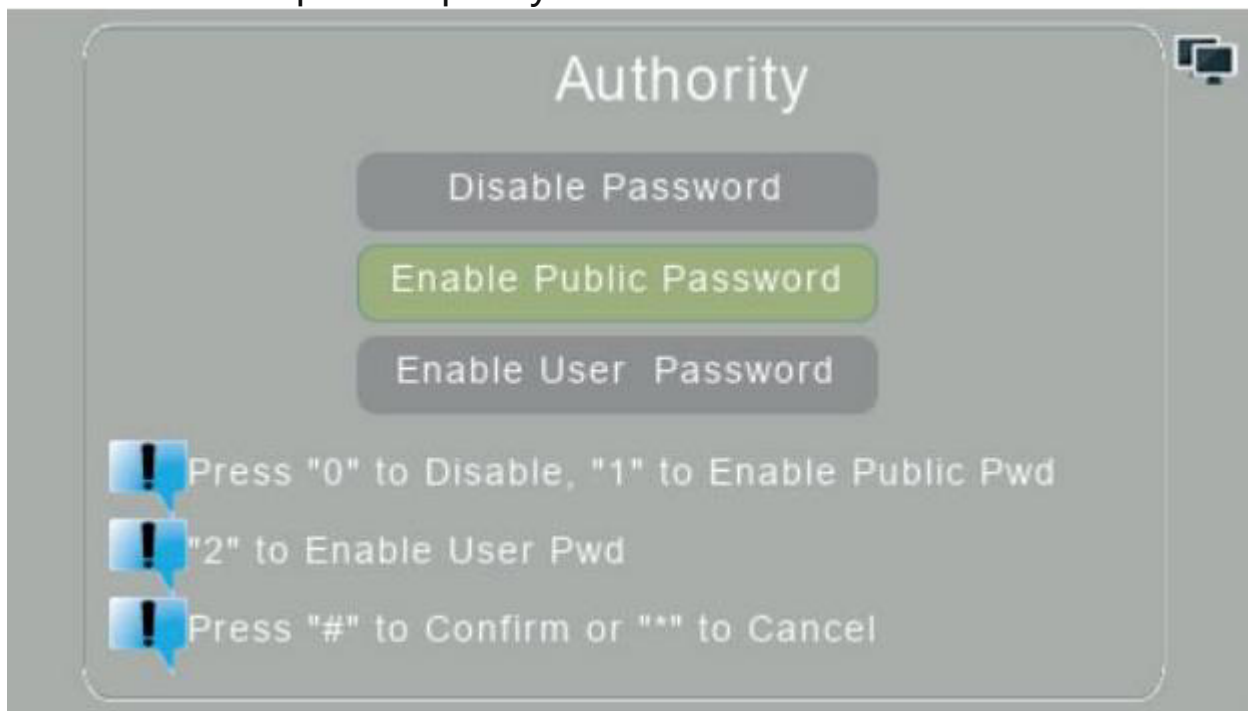 Authority
Disable Password
Enable Public Password
Enable User  Password
Press "0" to Disable, "1" to Enable Public Pwd
"2" to Enable User Pwd
Press "#" to Confirm or "*" to Cancel